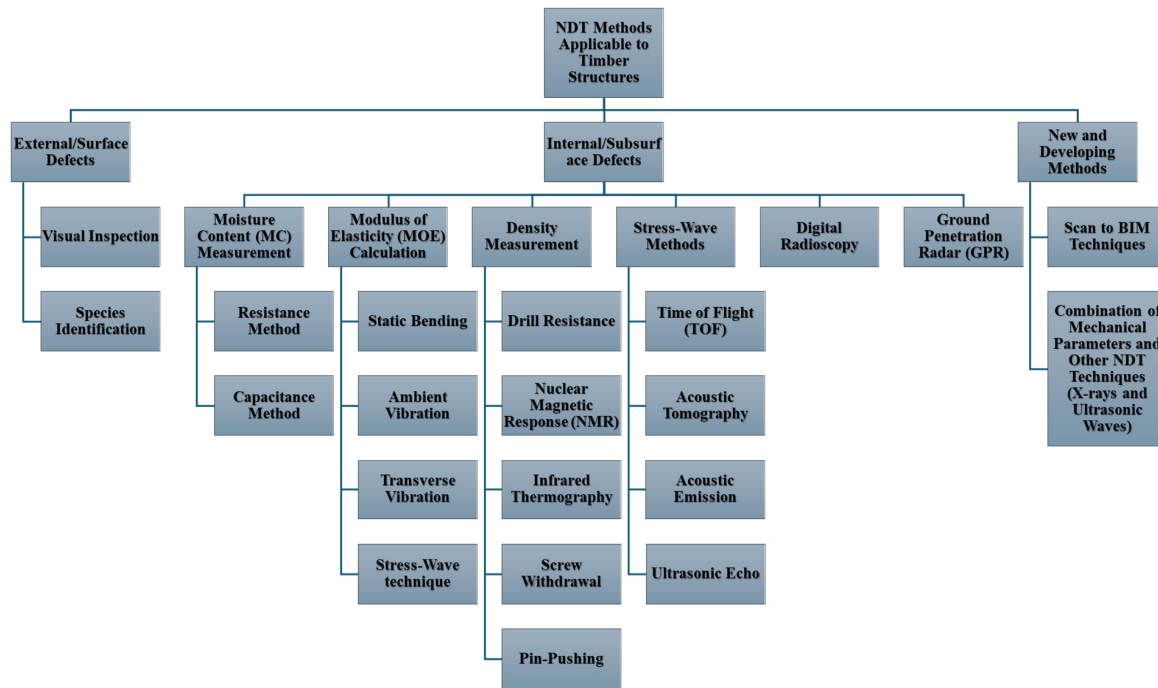 NDT Methods
Applicable to
Timber
Structures
External/Surface
Defects
Internal/Subsurf
ace Defects
New and
Developing
Methods
Visual Inspection
Species
Identification
Moisture
Content (MC)
Measurement
Resistance
Method
Capacitance
Method
Modulus of
Elasticity (MOE)
Calculation
Static Bending
Ambient
Vibration
Transverse
Vibration
Stress-Wave
technique
Density
Measurement
Drill Resistance
Nuclear
Magnetic
Response (NMR)
Infrared
Thermography
Screw
Withdrawal
Pin-Pushing
Stress-Wave
Methods
Time of Flight
(TOF)
Acoustic
Tomography
Acoustic
Emission
Ultrasonic Echo
Digital
Radioscopy
Ground
Penetration
Radar (GPR)
Scan to BIM
Techniques
Combination of
Mechanical
Parameters and
Other NDT
Techniques
(X-rays and
Ultrasonic
Waves)